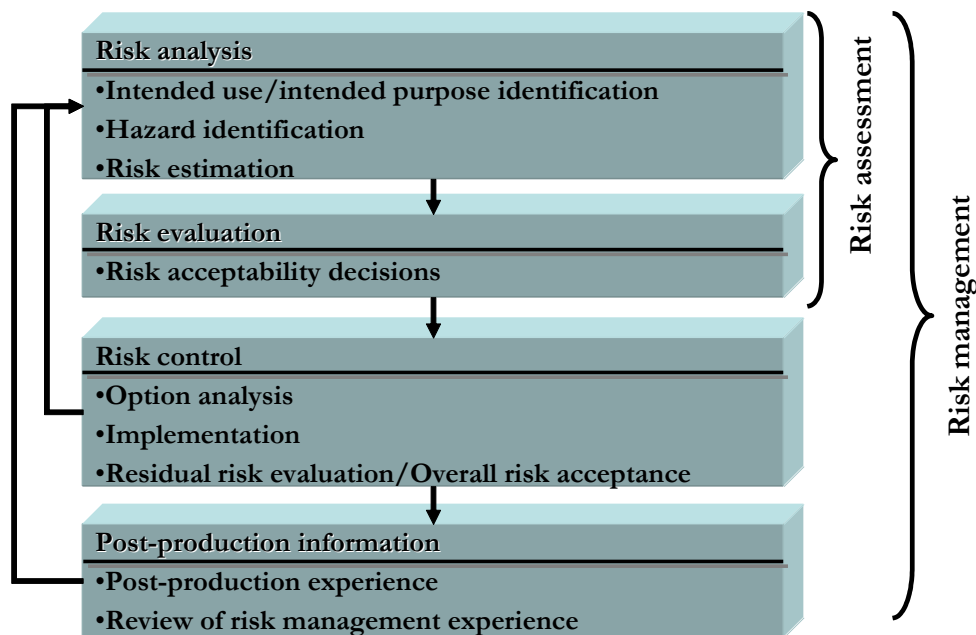 Risk analysis
•Intended use/intended purpose identification
•Hazard identification
•Risk estimation
Risk evaluation
•Risk acceptability decisions
Risk control
•Option analysis
•Implementation
•Residual risk evaluation/Overall risk acceptance
Post-production information
•Post-production experience
•Review of risk management experience
Risk assessment
Risk management